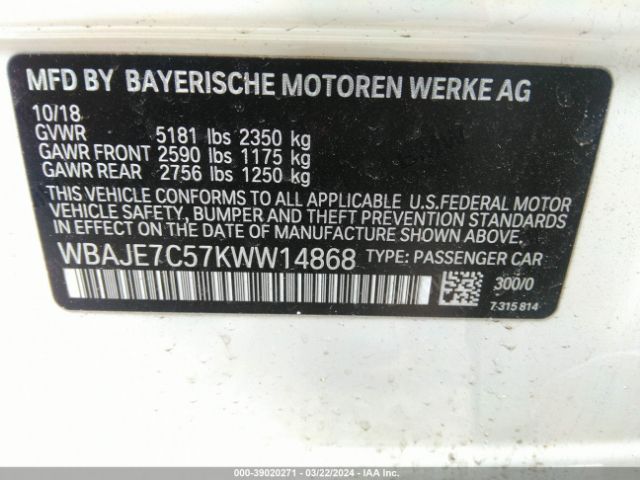 MFD BY BAYERISCHE MOTOREN WERKE AG
10/18
GVWR 5181 lbs 2350 kg
GAWR FRONT 2590 lbs 1175 kg
GAWR REAR 2756 lbs 1250 kg
THIS VEHICLE CONFORMS TO ALL APPLICABLE U.S.FEDERAL MOTOR
VEHICLE SAFETY, BUMPER AND THEFT PREVENTION STANDARDS
IN EFFECT ON THE DATE OF MANUFACTURE SHOWN ABOVE.
WBAJE7C57KWW14868 TYPE: PASSENGER CAR
300/0
7 315 814
000-39020271 - 03/22/2024 - IAAI.COM